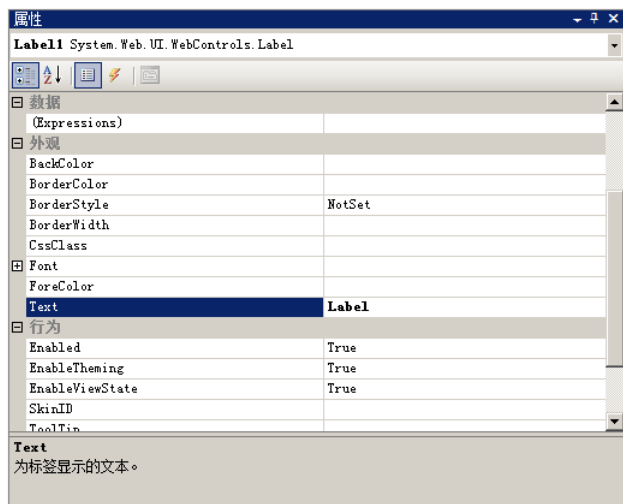 属性
Label1 System.Web.UI.WebControls.Label
数据
(Expressions)
外观
BackColor
BorderColor
BorderStyle NotSet
BorderWidth
CssClass
Font
ForeColor
Text Label
行为
Enabled True
EnableTheming True
EnableViewState True
SkinID
ToolTip
Text
为标签显示的文本。